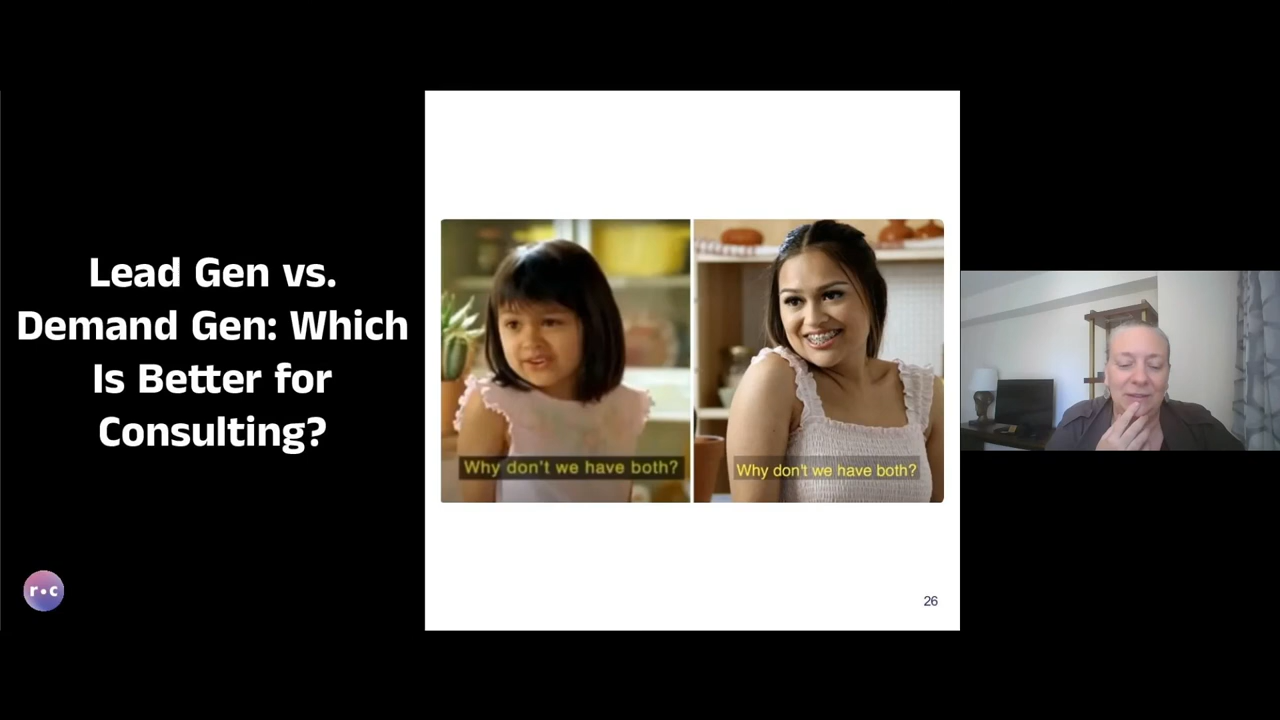 Lead Gen vs.
Demand Gen: Which
Is Better for
Consulting?
Why don't we have both?
Why don't we have both?
r•c
26